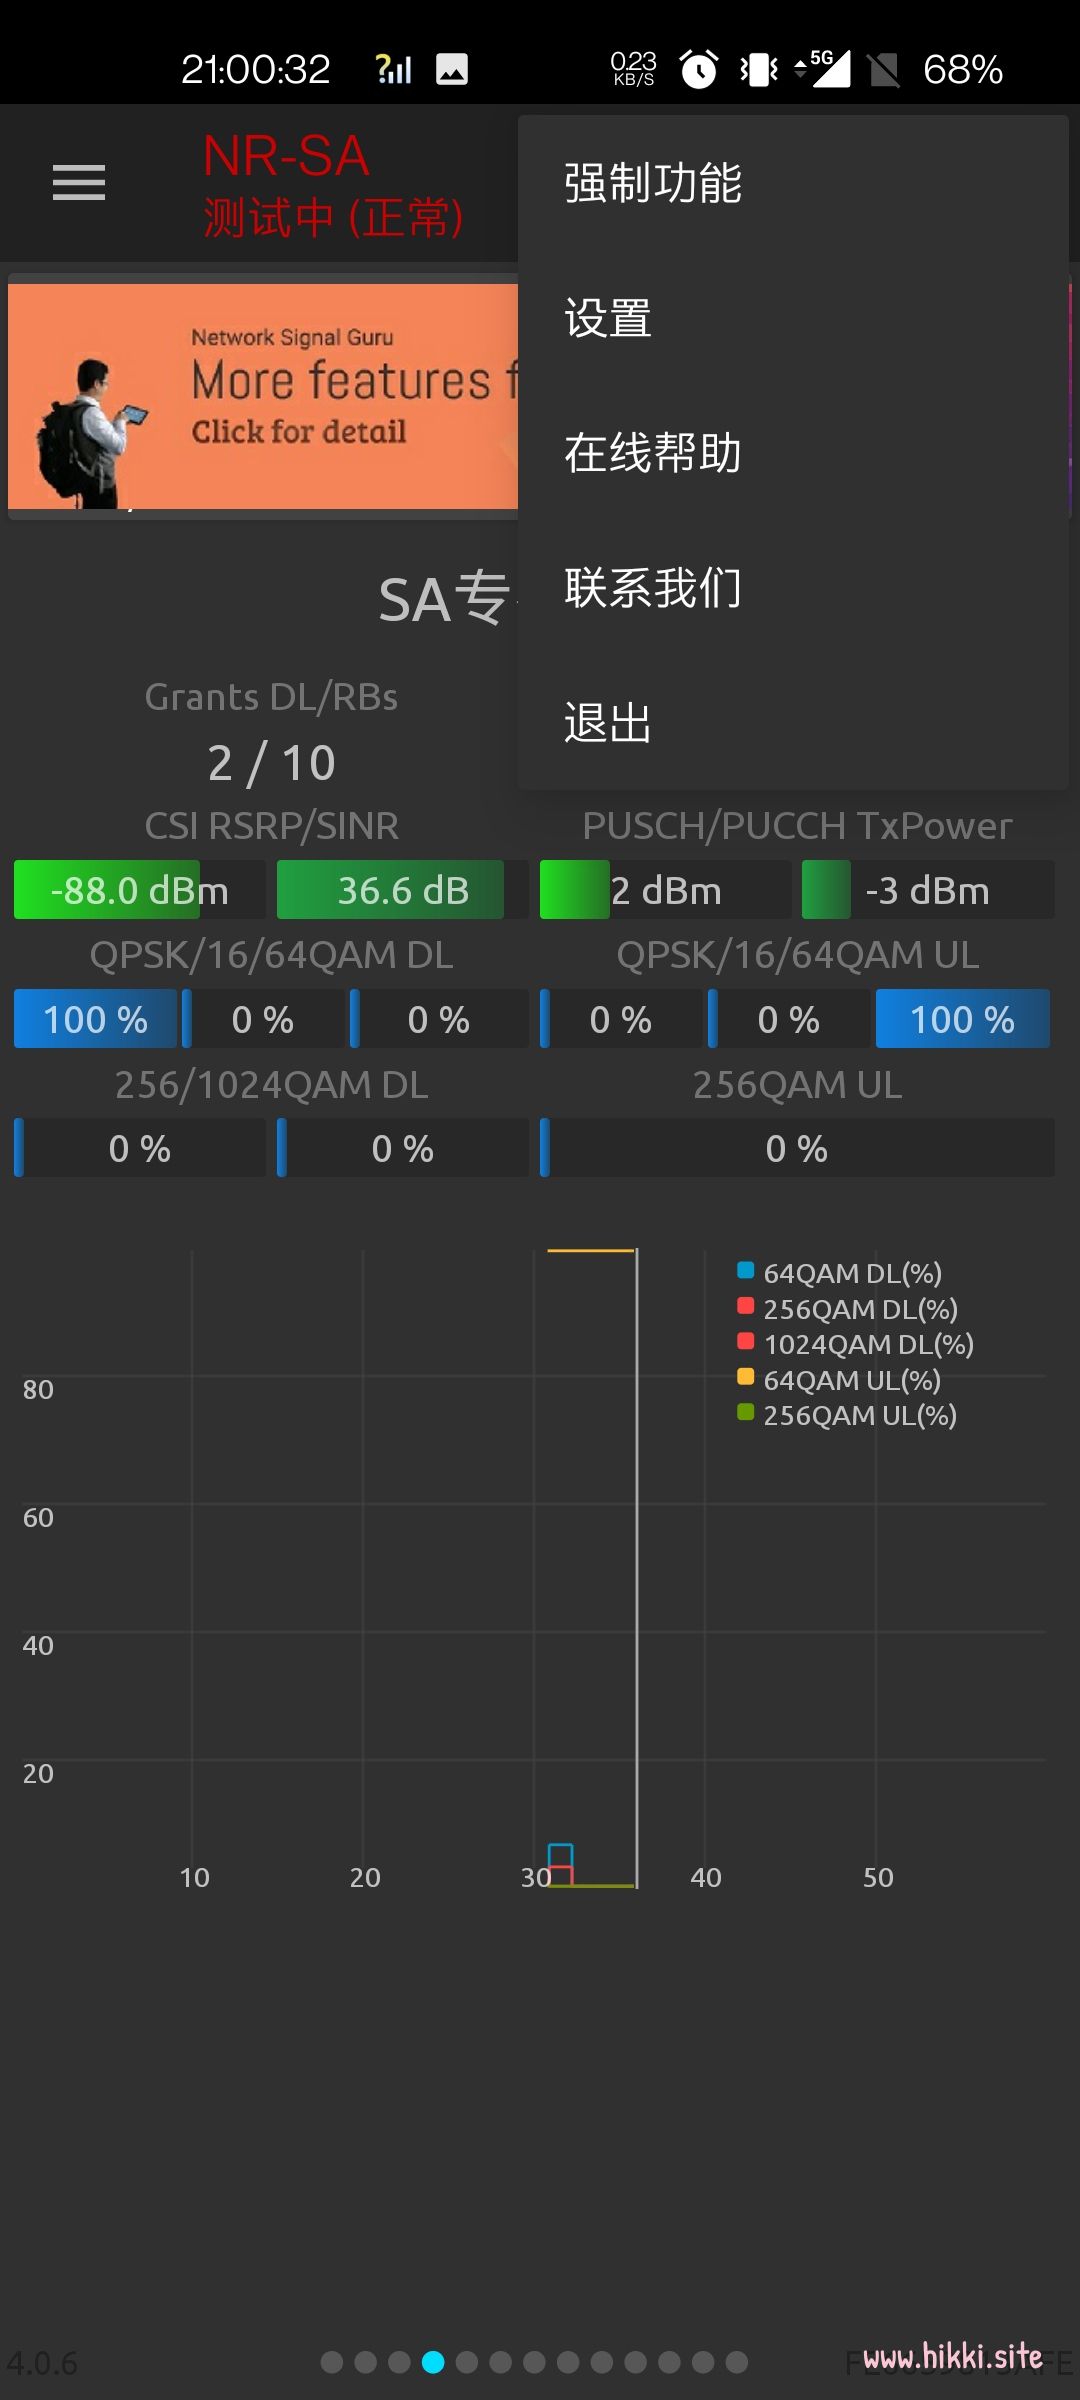 21:00:32
0.23
KB/S
5G
68%
NR-SA
测试中 (正常)
强制功能
设置
在线帮助
联系我们
退出
Network Signal Guru
More features
Click for detail
SA专
Grants DL/RBs
2 / 10
CSI RSRP/SINR
PUSCH/PUCCH TxPower
-88.0 dBm
36.6 dB
2 dBm
-3 dBm
QPSK/16/64QAM DL
QPSK/16/64QAM UL
100 %
0 %
0 %
0 %
0 %
100 %
256/1024QAM DL
256QAM UL
0 %
0 %
0 %
64QAM DL(%)
256QAM DL(%)
1024QAM DL(%)
64QAM UL(%)
256QAM UL(%)
80
60
40
20
10
20
30
40
50
4.0.6
www.hikki.site